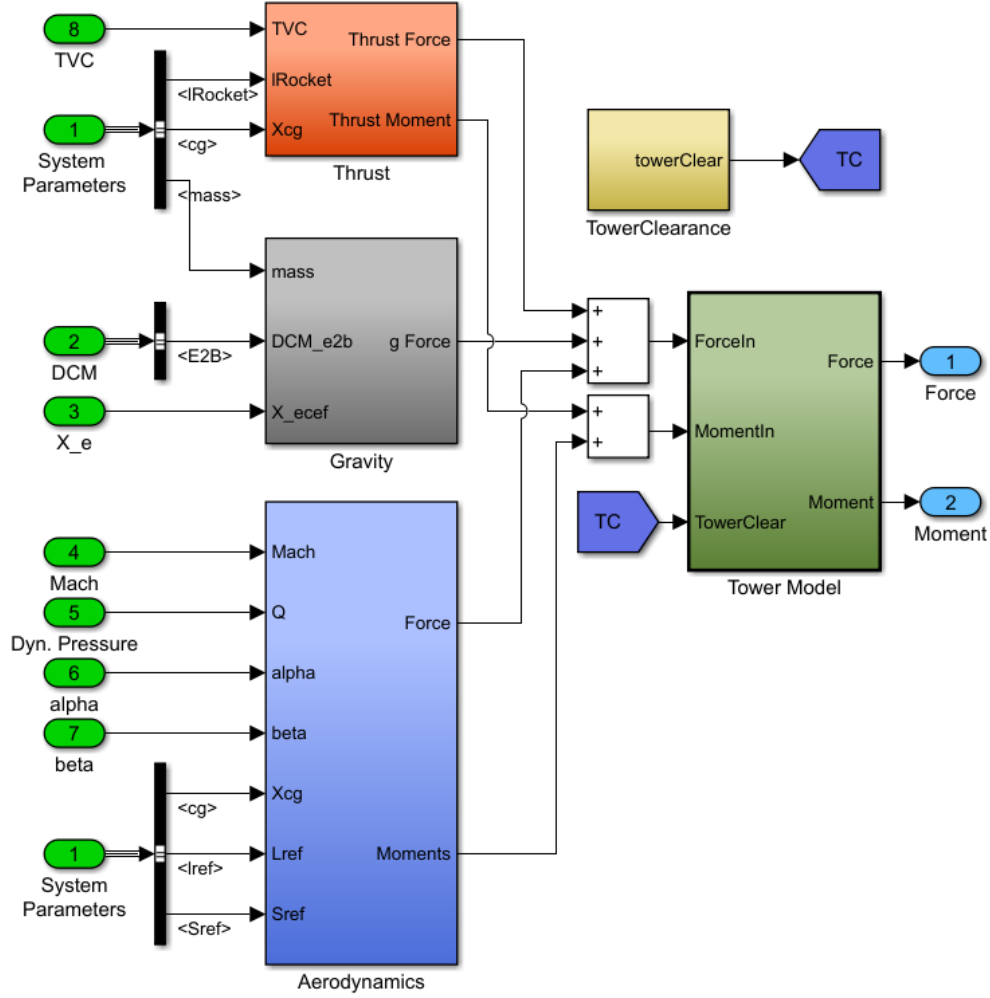 8
TVC
1
System
Parameters
<lRocket>
<cg>
<mass>
TVC
lRocket
Xcg
Thrust Force
Thrust Moment
Thrust
towerClear
TowerClearance
TC
2
DCM
<E2B>
3
X_e
mass
DCM_e2b
X_ecef
g Force
Gravity
+
+
+
+
+
TC
ForceIn
MomentIn
TowerClear
Force
Moment
Tower Model
1
Force
2
Moment
4
Mach
5
Dyn. Pressure
6
alpha
7
beta
1
System
Parameters
<cg>
<lref>
<Sref>
Mach
Q
alpha
beta
Xcg
Lref
Sref
Force
Moments
Aerodynamics